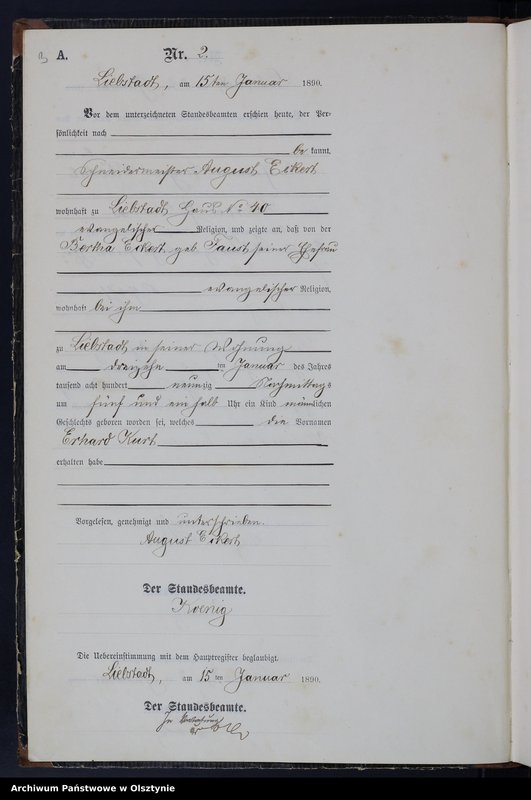 A. Nr. 2.
Liebstadt, am 15ten Januar 1890.
Vor dem unterzeichneten Standesbeamten erschien heute, der Per-
sönlichkeit nach
bekannt,
Schneidermeister August Eckert
wohnhaft zu Liebstadt Haus No 40
evangelischer Religion, und zeigte an, daß von der
Bertha Eckert geb. Faust, seiner Ehefrau
evangelischer Religion,
wohnhaft bei ihm
zu Liebstadt in seiner Wohnung
am dreizehn ten Januar des Jahres
tausend acht hundert neunzig Nachmittags
um fünf und ein halb Uhr ein Kind männlichen
Geschlechts geboren worden sei, welches die Vornamen
Erhard Kurt
erhalten habe
Vorgelesen, genehmigt und unterschrieben.
August Eckert
Der Standesbeamte.
Koenig
Die Uebereinstimmung mit dem Hauptregister beglaubigt.
Liebstadt, am 15ten Januar 1890.
Der Standesbeamte.
In Vertretung
Archiwum Państwowe w Olsztynie